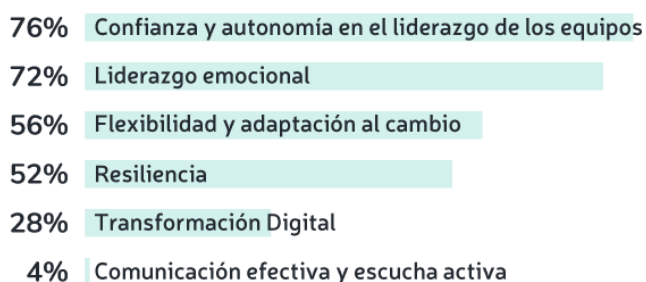 76% Confianza y autonomía en el liderazgo de los equipos
72% Liderazgo emocional
56% Flexibilidad y adaptación al cambio
52% Resiliencia
28% Transformación Digital
4% Comunicación efectiva y escucha activa